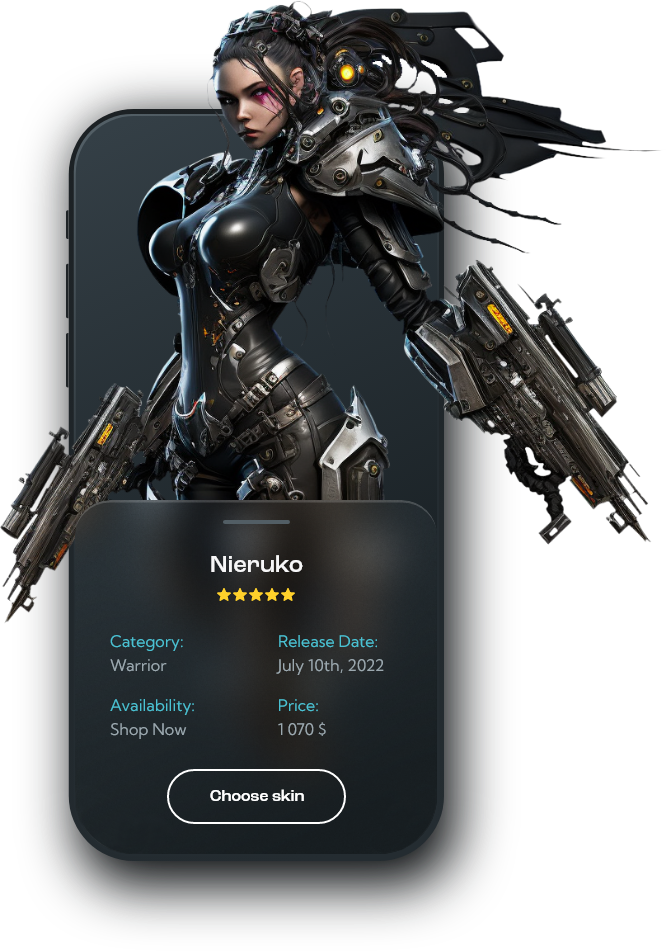 Nieruko
Category:
Warrior
Release Date:
July 10th, 2022
Availability:
Shop Now
Price:
1 070 $
Choose skin